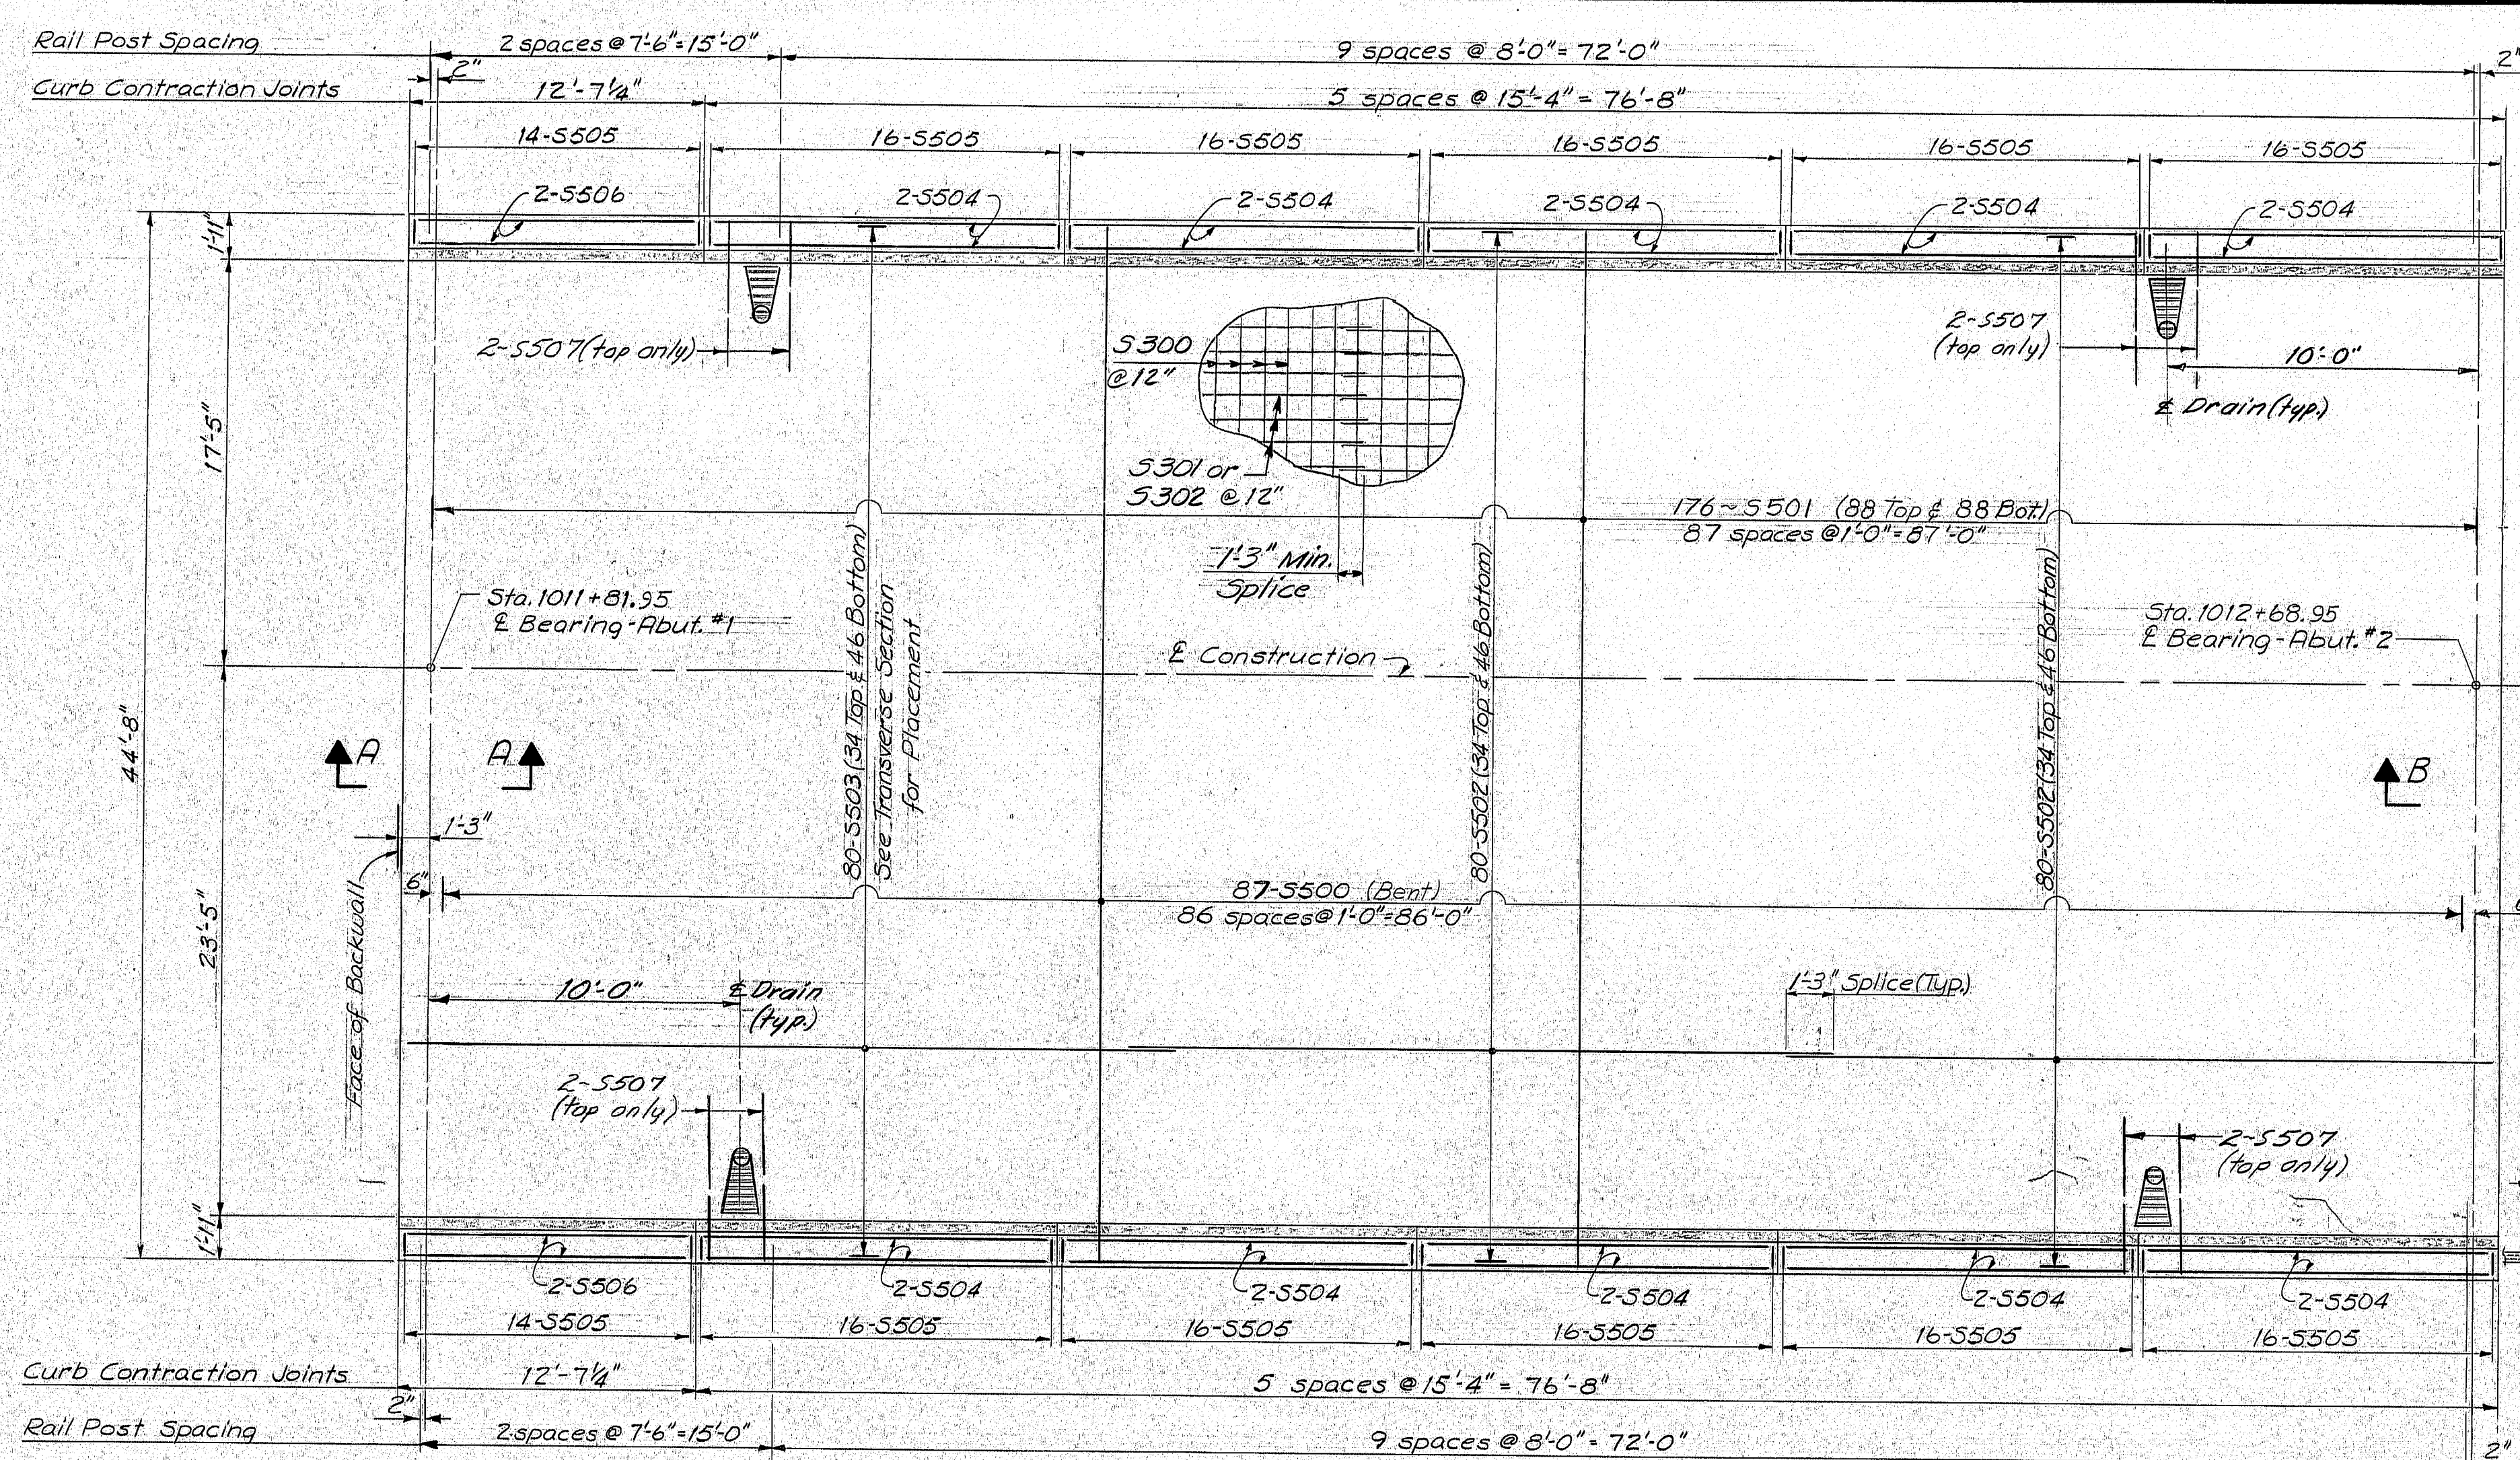 Rail Post Spacing
2 spaces @ 7'-6" = 15'-0"
9 spaces @ 8'-0" = 72'-0"
2"
2"
Curb Contraction Joints
12'-7¼"
5 spaces @ 15'-4" = 76'-8"
14-S505
16-S505
16-S505
16-S505
16-S505
16-S505
2-S506
2-S504
2-S504
2-S504
2-S504
2-S504
1'-11"
17'-5"
44'-8"
23'-5"
1'-11"
2~S507 (top only)
S300
@ 12"
S301 or
S302 @ 12"
1'-3" Min.
Splice
2-S507
(top only)
10'-0"
℄ Drain (typ.)
176~S501 (88 Top & 88 Bot.)
87 spaces @ 1'-0" = 87'-0"
Sta. 1011+81.95
℄ Bearing-Abut. #1
80-S503 (34 Top & 46 Bottom)
See Transverse Section
for Placement
℄ Construction
80-S502 (34 Top & 46 Bottom)
80-S502 (34 Top & 46 Bottom)
Sta. 1012+68.95
℄ Bearing-Abut. #2
A
A
B
1'-3"
6"
Face of Backwall
87-S500 (Bent)
86 spaces @ 1'-0" = 86'-0"
10'-0"
℄ Drain
(typ.)
1'-3" Splice (Typ.)
2~S507
(top only)
2~S507
(top only)
2-S506
2-S504
2-S504
2-S504
2-S504
2-S504
14-S505
16-S505
16-S505
16-S505
16-S505
16-S505
Curb Contraction Joints
12'-7¼"
5 spaces @ 15'-4" = 76'-8"
2"
Rail Post Spacing
2 spaces @ 7'-6" = 15'-0"
9 spaces @ 8'-0" = 72'-0"
2"